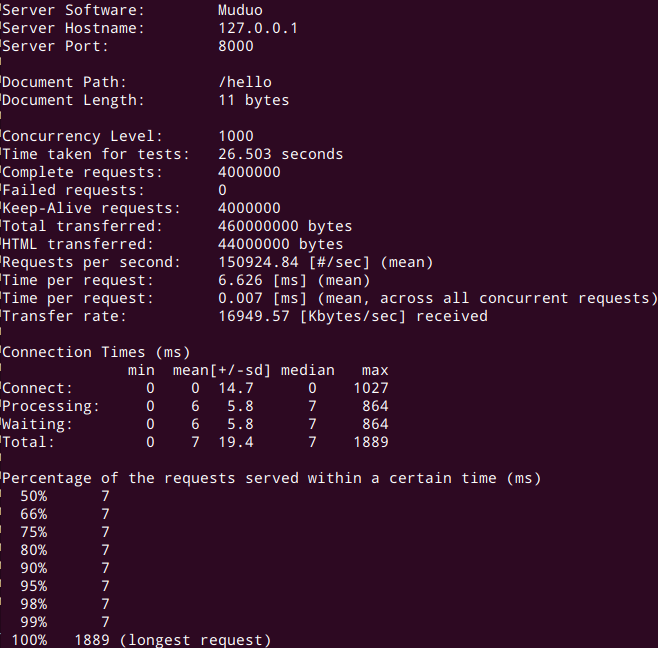 Server Software:        Muduo
Server Hostname:        127.0.0.1
Server Port:            8000
Document Path:          /hello
Document Length:        11 bytes
Concurrency Level:      1000
Time taken for tests:   26.503 seconds
Complete requests:      4000000
Failed requests:        0
Keep-Alive requests:    4000000
Total transferred:      460000000 bytes
HTML transferred:       44000000 bytes
Requests per second:    150924.84 [#/sec] (mean)
Time per request:       6.626 [ms] (mean)
Time per request:       0.007 [ms] (mean, across all concurrent requests)
Transfer rate:          16949.57 [Kbytes/sec] received
Connection Times (ms)
              min  mean[+/-sd] median   max
Connect:        0    0  14.7      0    1027
Processing:     0    6   5.8      7     864
Waiting:        0    6   5.8      7     864
Total:          0    7  19.4      7    1889
Percentage of the requests served within a certain time (ms)
  50%      7
  66%      7
  75%      7
  80%      7
  90%      7
  95%      7
  98%      7
  99%      7
 100%   1889 (longest request)